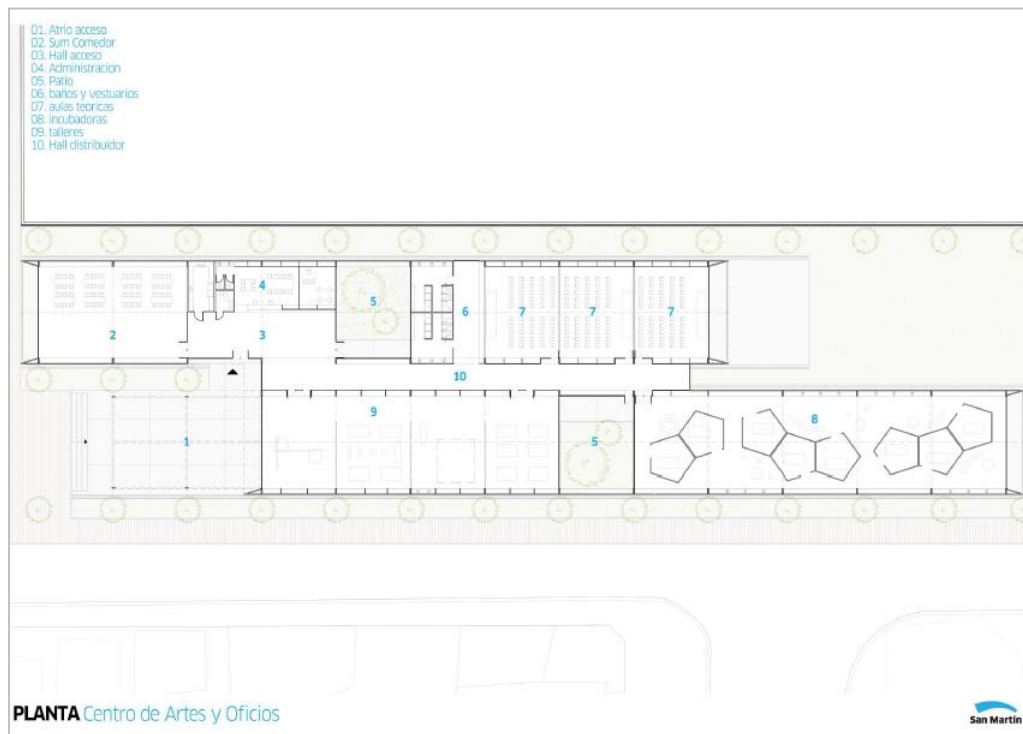 01. Atrio acceso
02. Sum Comedor
03. Hall acceso
04. Administracion
05. Patio
06. baños y vestuarios
07. aulas teoricas
08. incubadoras
09. talleres
10. Hall distribuidor
4
5
2
3
6
7
7
7
10
9
8
1
5
PLANTA Centro de Artes y Oficios
San Martín